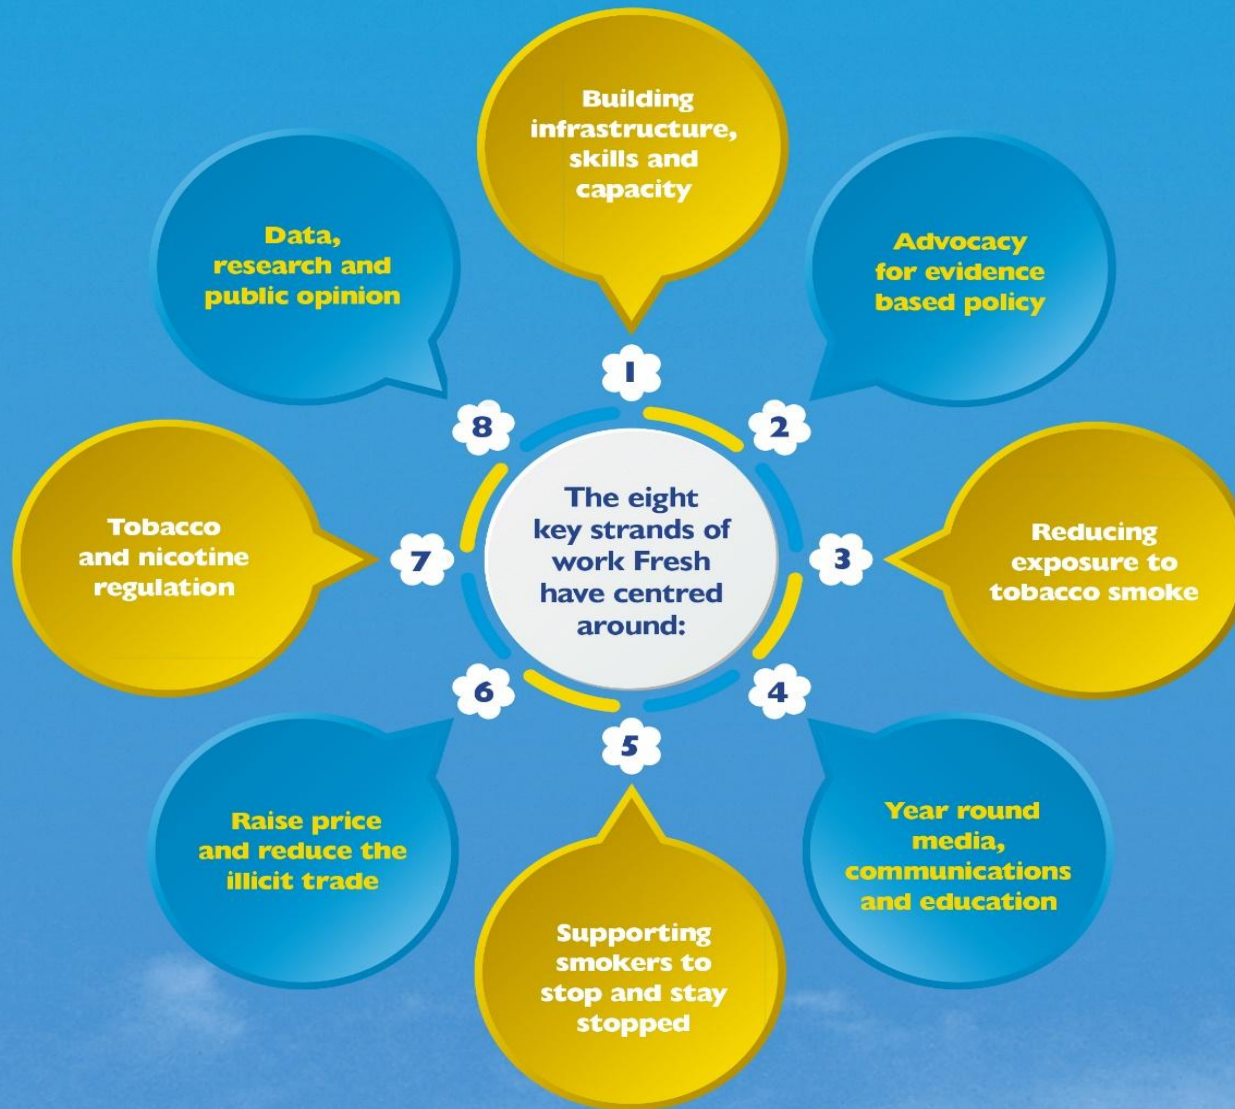 The eight
key strands of
work Fresh
have centred
around:
1
Building
infrastructure,
skills and
capacity
2
Advocacy
for evidence
based policy
3
Reducing
exposure to
tobacco smoke
4
Year round
media,
communications
and education
5
Supporting
smokers to
stop and stay
stopped
6
Raise price
and reduce the
illicit trade
7
Tobacco
and nicotine
regulation
8
Data,
research and
public opinion